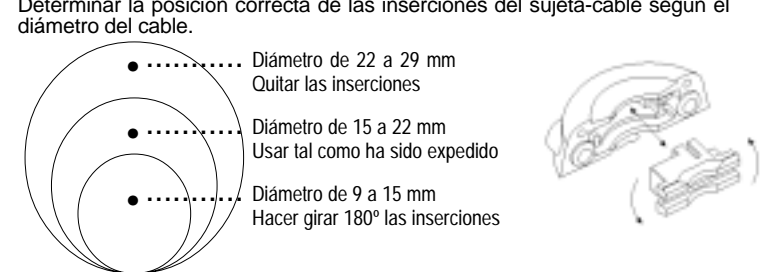 Determinar la posición correcta de las inserciones del sujeta-cable según el
diámetro del cable.
Diámetro de 22 a 29 mm
Quitar las inserciones
Diámetro de 15 a 22 mm
Usar tal como ha sido expedido
Diámetro de 9 a 15 mm
Hacer girar 180º las inserciones